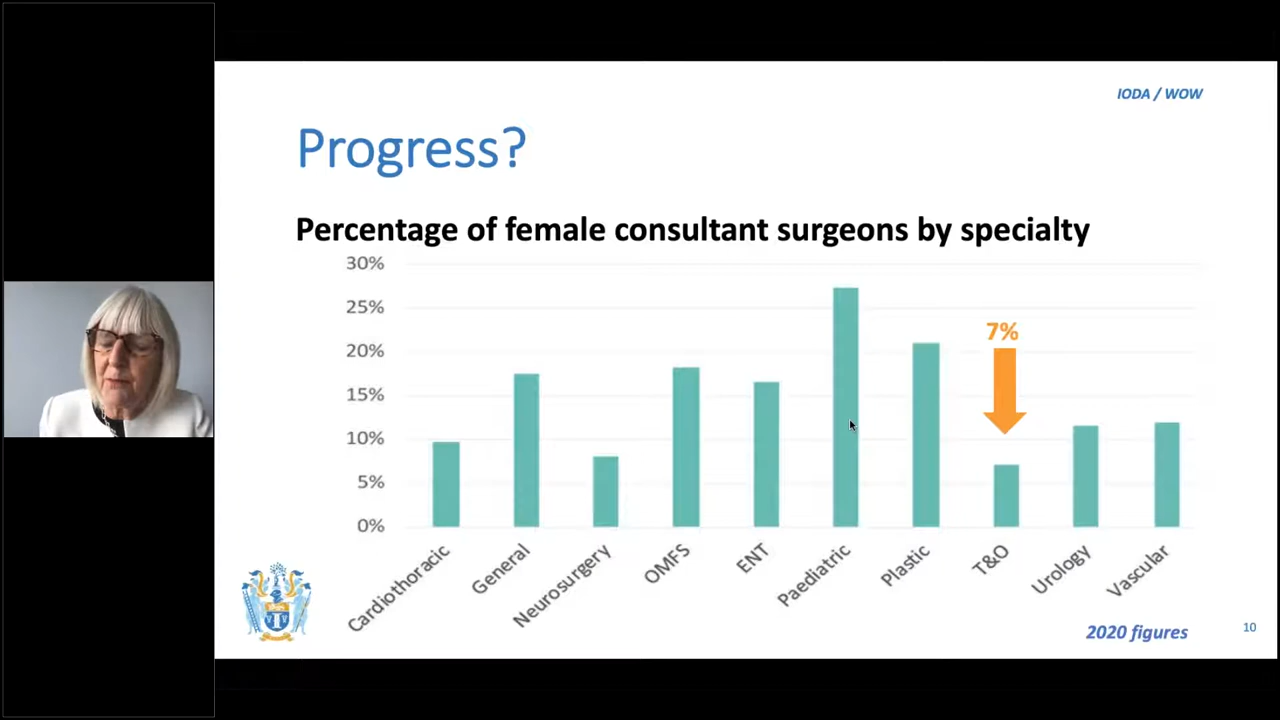 IODA / WOW
Progress?
Percentage of female consultant surgeons by specialty
30%
25%
20%
15%
10%
5%
0%
7%
Cardiothoracic
General
Neurosurgery
OMFS
ENT
Paediatric
Plastic
T&O
Urology
Vascular
2020 figures
10